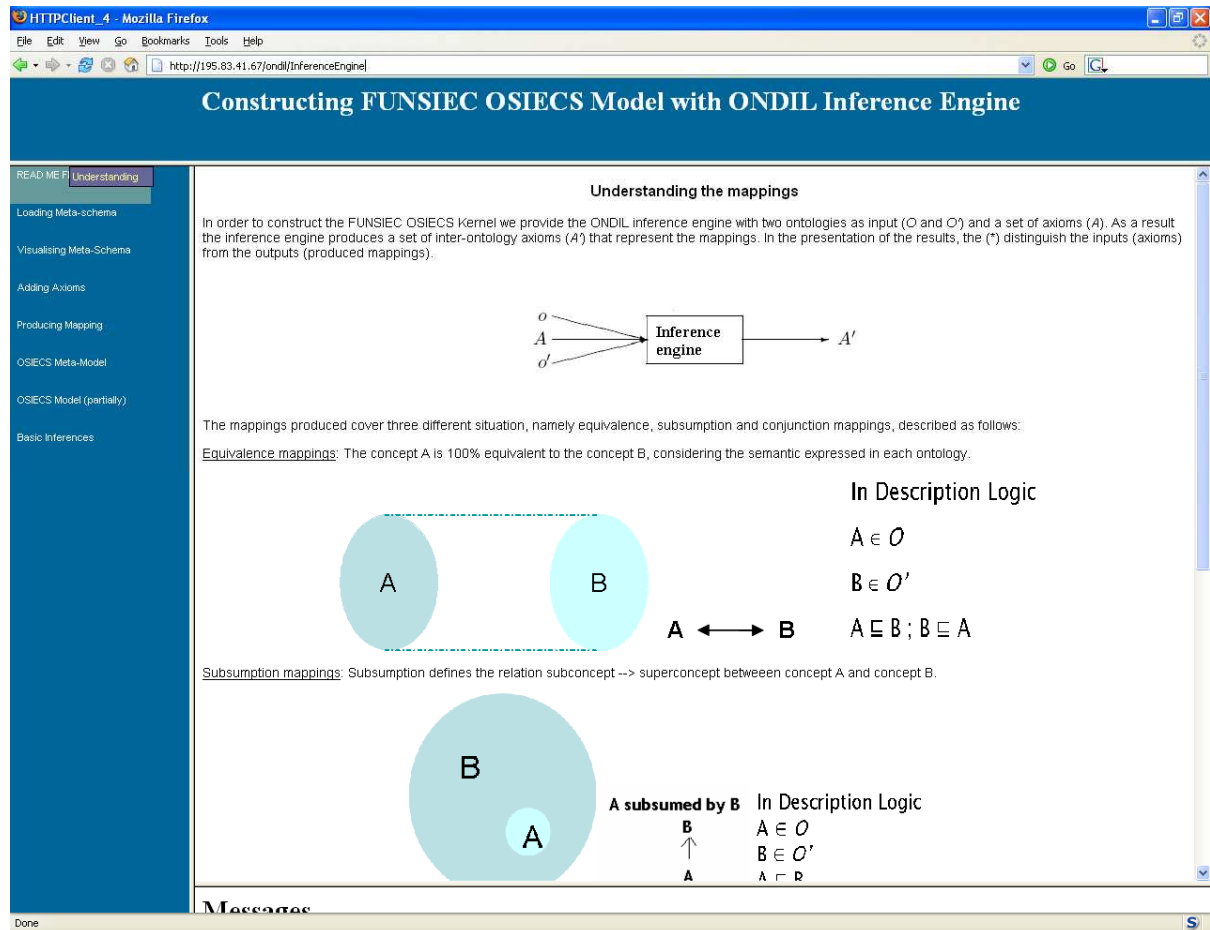 HTTPClient_4 - Mozilla Firefox
File Edit View Go Bookmarks Tools Help
http://195.83.41.67/ondil/InferenceEngine
Go
G
Constructing FUNSIEC OSIECS Model with ONDIL Inference Engine
READ ME
Understanding
Loading Meta-schema
Visualising Meta-Schema
Adding Axioms
Producing Mapping
OSIECS Meta-Model
OSIECS Model (partially)
Basic Inferences
Understanding the mappings
In order to construct the FUNSIEC OSIECS Kernel we provide the ONDIL inference engine with two ontologies as input (O and O') and a set of axioms (A). As a result
the inference engine produces a set of inter-ontology axioms (A') that represent the mappings. In the presentation of the results, the (*) distinguish the inputs (axioms)
from the outputs (produced mappings).
o
A
o'
Inference
engine
A'
The mappings produced cover three different situation, namely equivalence, subsumption and conjunction mappings, described as follows:
Equivalence mappings: The concept A is 100% equivalent to the concept B, considering the semantic expressed in each ontology.
A
B
A ⟷ B
In Description Logic
A ∈ O
B ∈ O'
A ⊑ B ; B ⊑ A
Subsumption mappings: Subsumption defines the relation subconcept --> superconcept betweeen concept A and concept B.
B
A
A subsumed by B
B
↑
A
In Description Logic
A ∈ O
B ∈ O'
A ⊑ B
Messages
Done
S